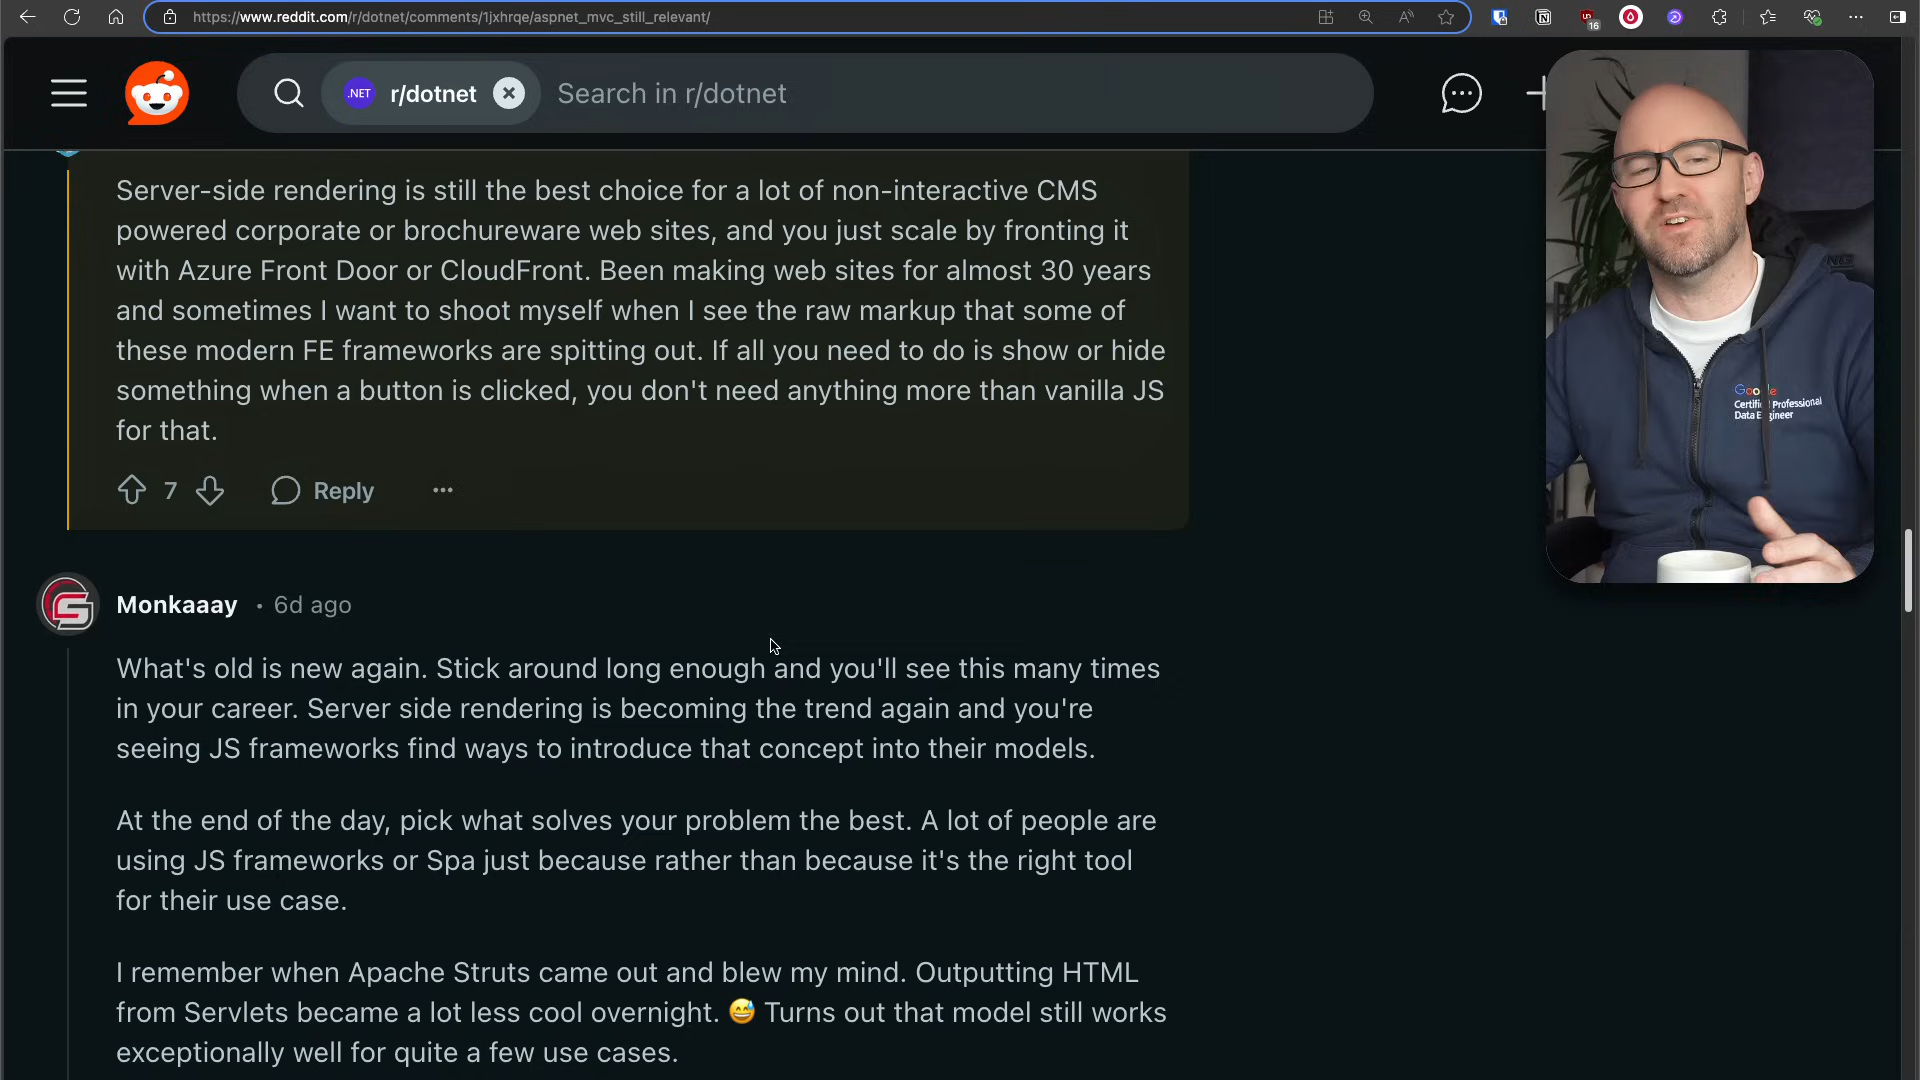 https://www.reddit.com/r/dotnet/comments/1jxhrqe/aspnet_mvc_still_relevant/
16
.NET r/dotnet Search in r/dotnet
Server-side rendering is still the best choice for a lot of non-interactive CMS
powered corporate or brochureware web sites, and you just scale by fronting it
with Azure Front Door or CloudFront. Been making web sites for almost 30 years
and sometimes I want to shoot myself when I see the raw markup that some of
these modern FE frameworks are spitting out. If all you need to do is show or hide
something when a button is clicked, you don't need anything more than vanilla JS
for that.
7 Reply
Monkaaay • 6d ago
What's old is new again. Stick around long enough and you'll see this many times
in your career. Server side rendering is becoming the trend again and you're
seeing JS frameworks find ways to introduce that concept into their models.
At the end of the day, pick what solves your problem the best. A lot of people are
using JS frameworks or Spa just because rather than because it's the right tool
for their use case.
I remember when Apache Struts came out and blew my mind. Outputting HTML
from Servlets became a lot less cool overnight. 😅 Turns out that model still works
exceptionally well for quite a few use cases.
Google
Certified Professional
Data Engineer